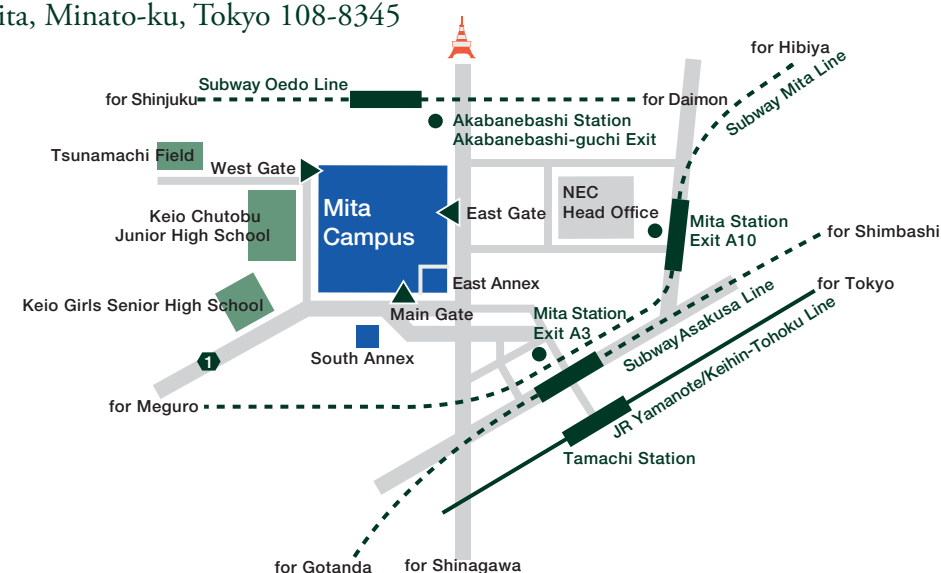 ita, Minato-ku, Tokyo 108-8345
for Hibiya
Subway Mita Line
Subway Oedo Line
for Shinjuku
for Daimon
Akabanebashi Station
Akabanebashi-guchi Exit
Tsunamachi Field
West Gate
NEC
Head Office
Mita
Campus
East Gate
Keio Chutobu
Junior High School
Mita Station
Exit A10
for Shimbashi
East Annex
for Tokyo
Keio Girls Senior High School
Main Gate
Mita Station
Exit A3
Subway Asakusa Line
South Annex
1
JR Yamanote/Keihin-Tohoku Line
for Meguro
Tamachi Station
for Gotanda
for Shinagawa